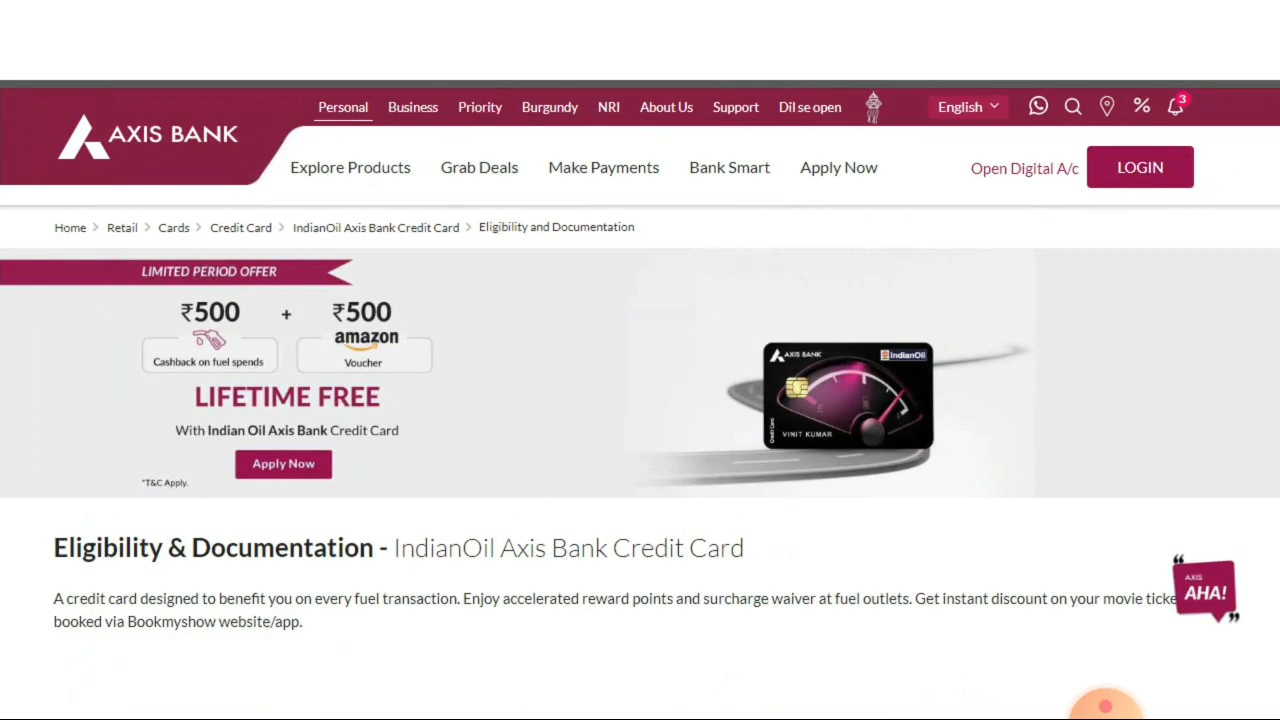 Personal Business Priority Burgundy NRI About Us Support Dil se open English 3
AXIS BANK
Explore Products Grab Deals Make Payments Bank Smart Apply Now Open Digital A/c LOGIN
Home > Retail > Cards > Credit Card > IndianOil Axis Bank Credit Card > Eligibility and Documentation
LIMITED PERIOD OFFER
₹500 + ₹500
amazon
Cashback on fuel spends Voucher
LIFETIME FREE
With Indian Oil Axis Bank Credit Card
Apply Now
*T&C Apply.
AXIS BANK IndianOil
E
Credit Card
VINIT KUMAR
Eligibility & Documentation - IndianOil Axis Bank Credit Card
A credit card designed to benefit you on every fuel transaction. Enjoy accelerated reward points and surcharge waiver at fuel outlets. Get instant discount on your movie ticke
booked via Bookmyshow website/app.
AXIS
AHA!